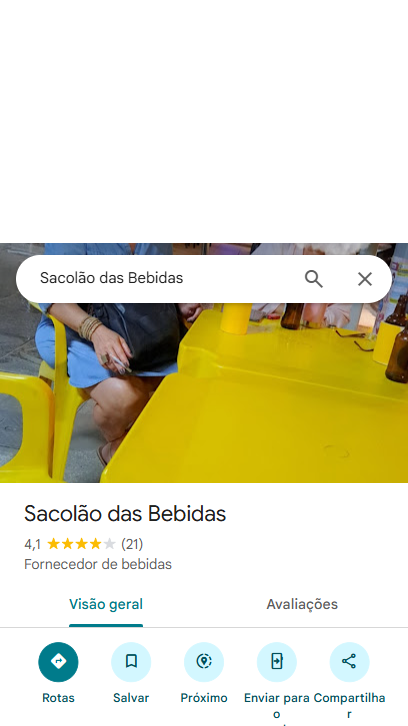 Sacolão das Bebidas
Sacolão das Bebidas
4,1 (21)
Fornecedor de bebidas
Visão geral
Avaliações
Rotas
Salvar
Próximo
Enviar para
o
Compartilha
r